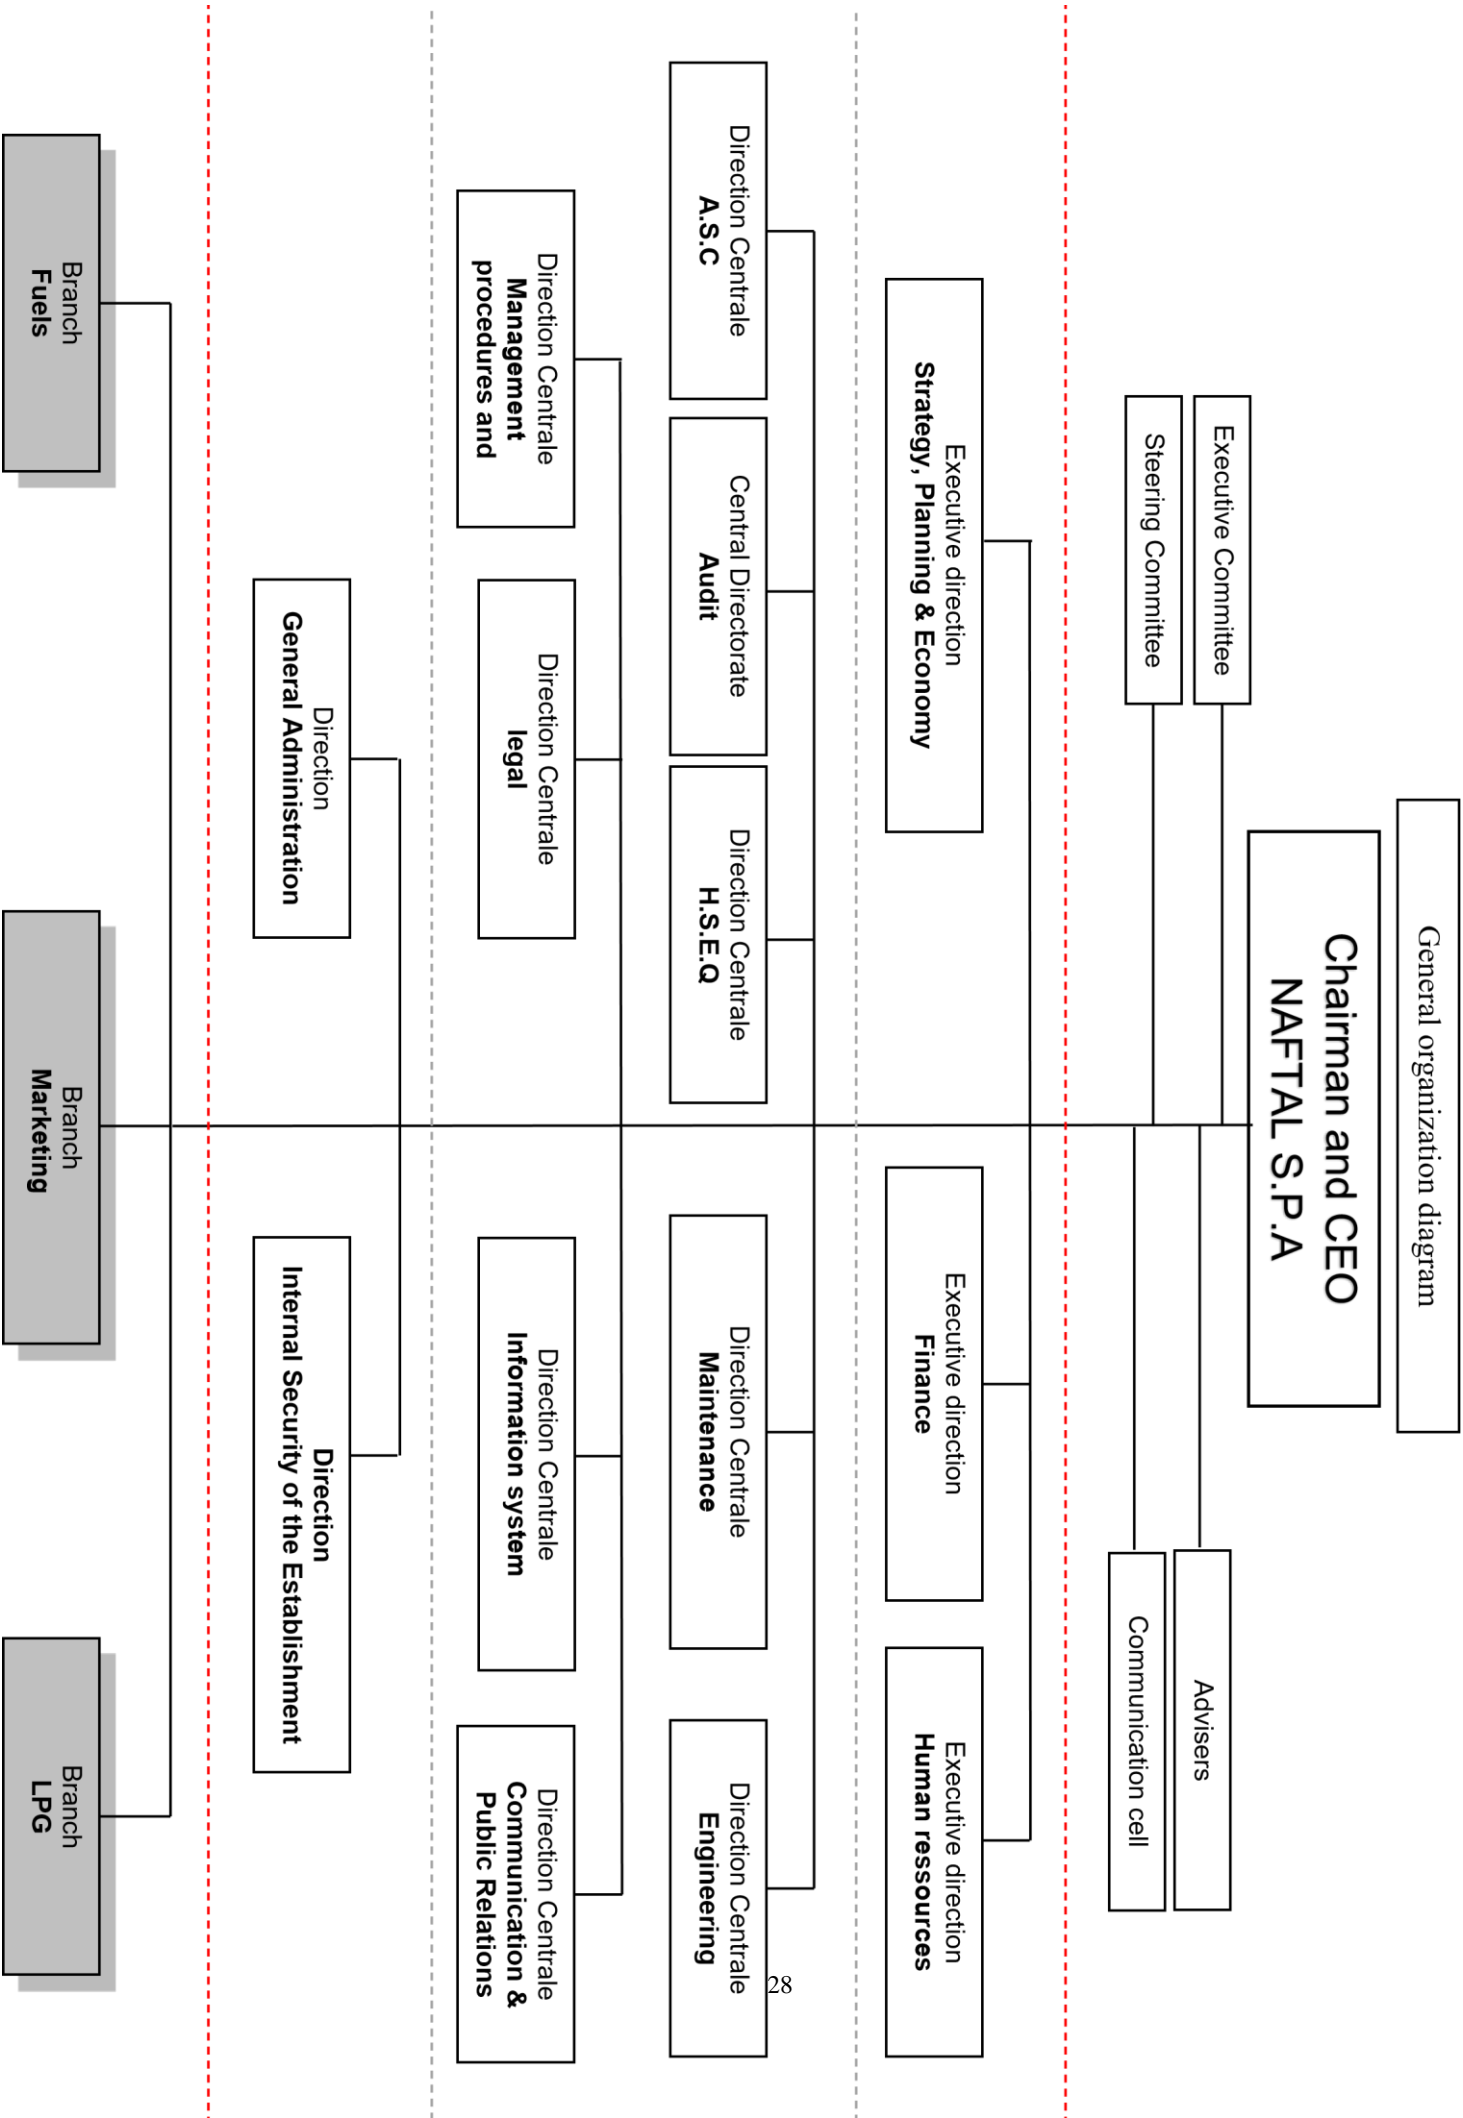 General organization diagram
Chairman and CEO
NAFTAL S.P.A
Executive Committee
Steering Committee
Advisers
Communication cell
Executive direction
Strategy, Planning & Economy
Executive direction
Finance
Executive direction
Human ressources
Direction Centrale
A.S.C
Central Directorate
Audit
Direction Centrale
H.S.E.Q
Direction Centrale
Maintenance
Direction Centrale
Engineering
Direction Centrale
Management
procedures and
Direction Centrale
legal
Direction Centrale
Information system
Direction Centrale
Communication &
Public Relations
Direction
General Administration
Direction
Internal Security of the Establishment
Branch
Fuels
Branch
Marketing
Branch
LPG
28